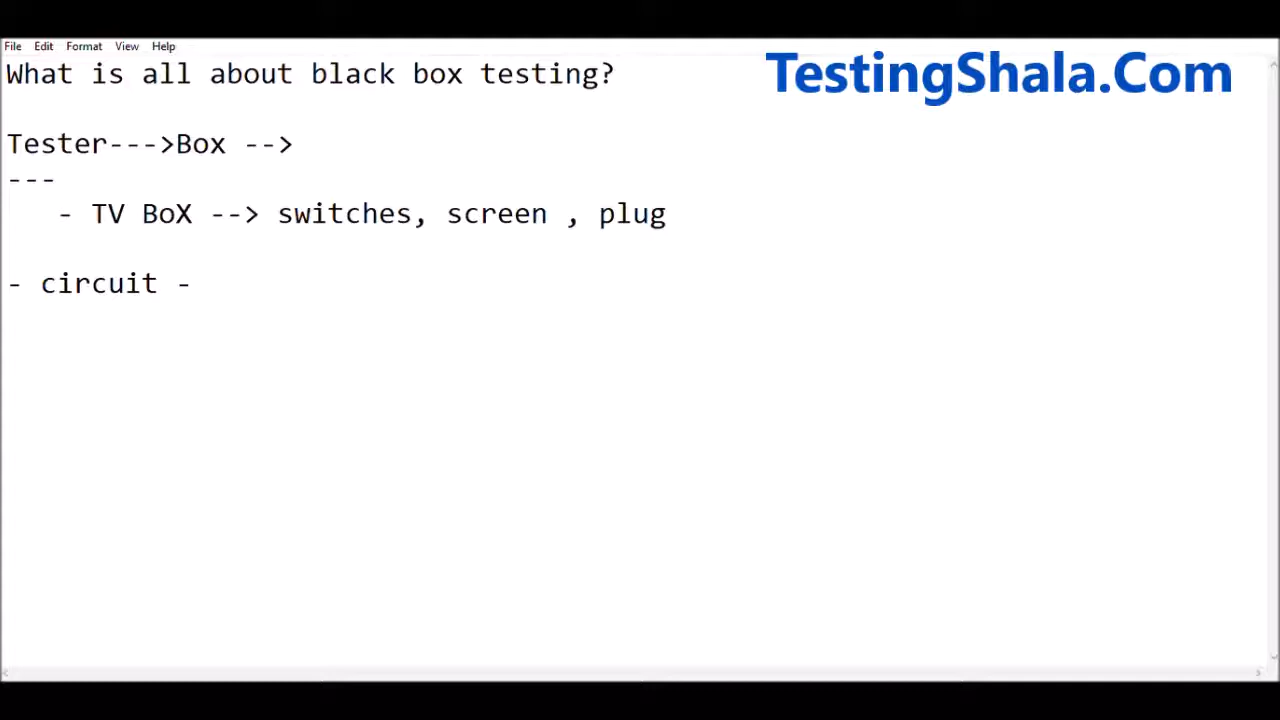 File Edit Format View Help
What is all about black box testing?
TestingShala.Com
Tester--->Box -->
---
- TV BoX --> switches, screen , plug
- circuit -